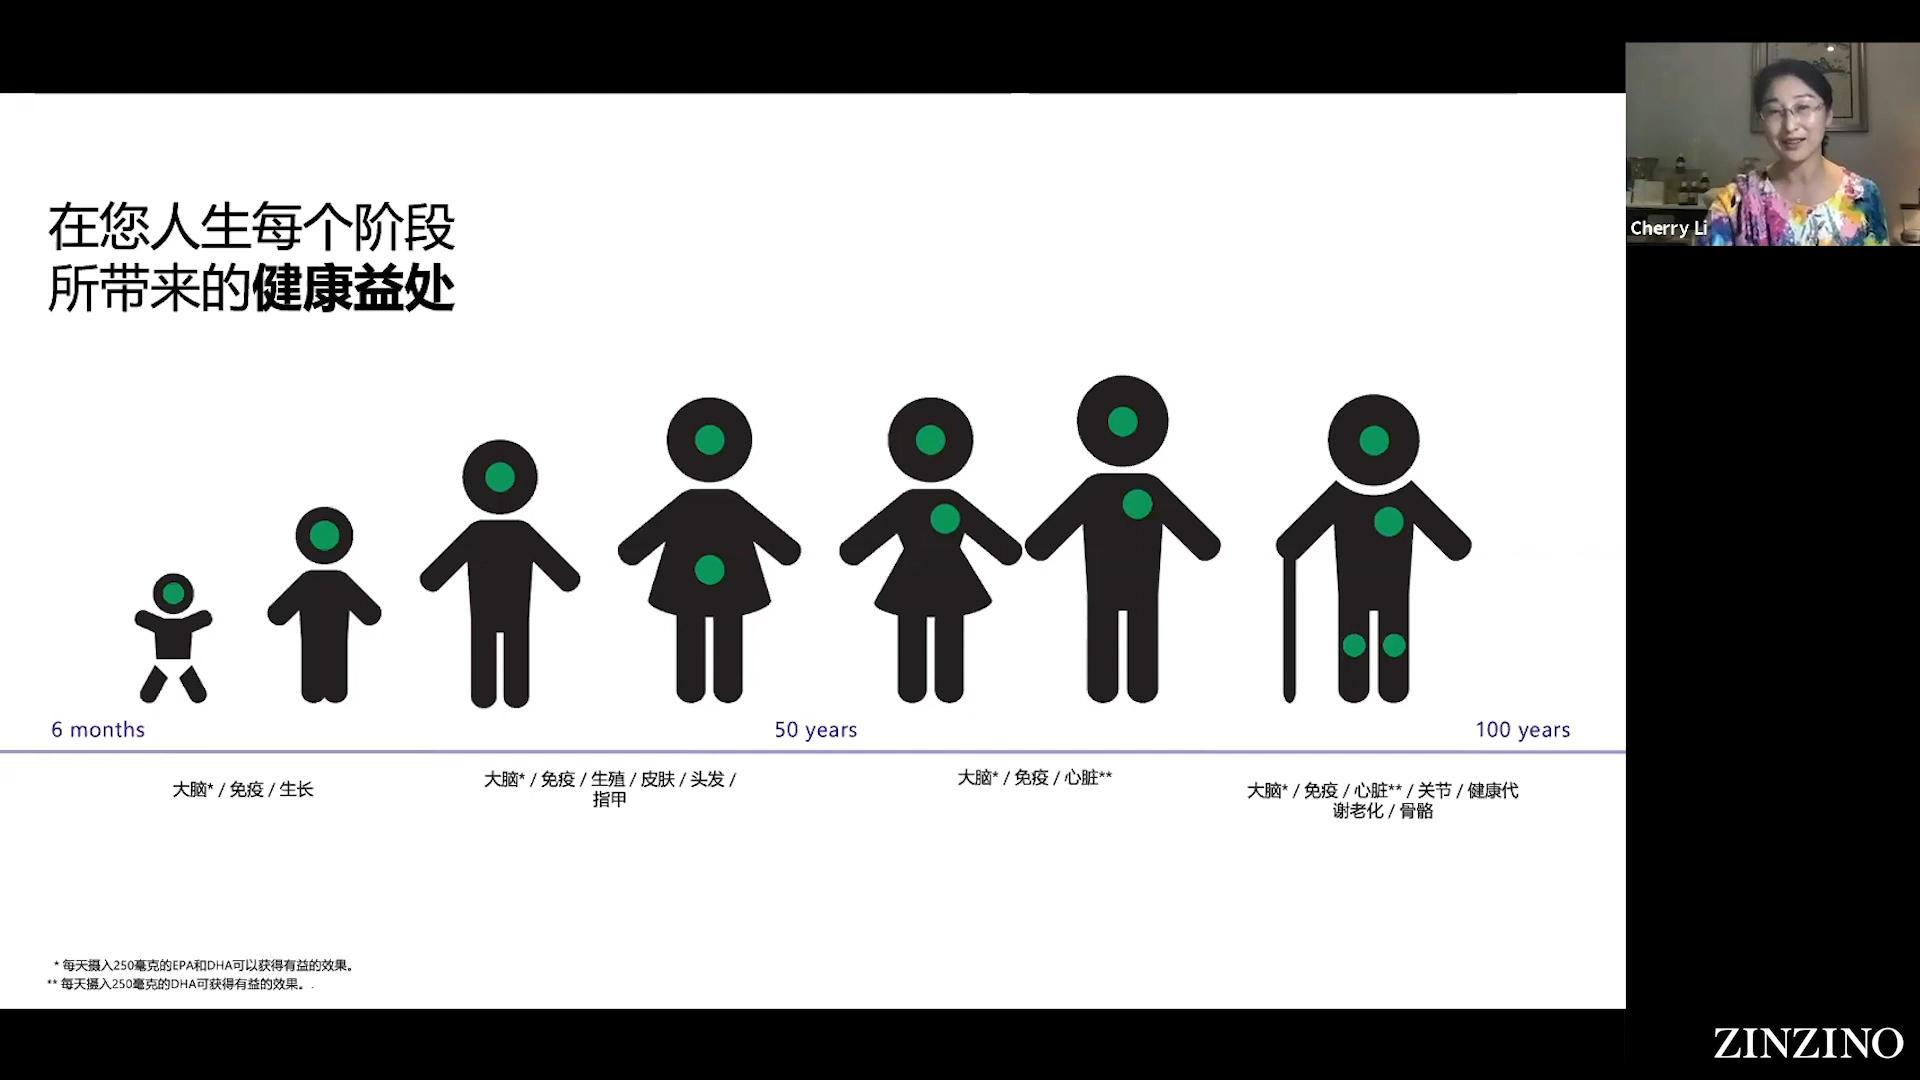 在您人生每个阶段
所带来的健康益处
Cherry Li
6 months
50 years
100 years
大脑* / 免疫 / 生长
大脑* / 免疫 / 生殖 / 皮肤 / 头发 /
指甲
大脑* / 免疫 / 心脏**
大脑* / 免疫 / 心脏** / 关节 / 健康代
谢老化 / 骨骼
* 每天摄入250毫克的EPA和DHA可以获得有益的效果。
** 每天摄入250毫克的DHA可获得有益的效果。.
ZINZINO